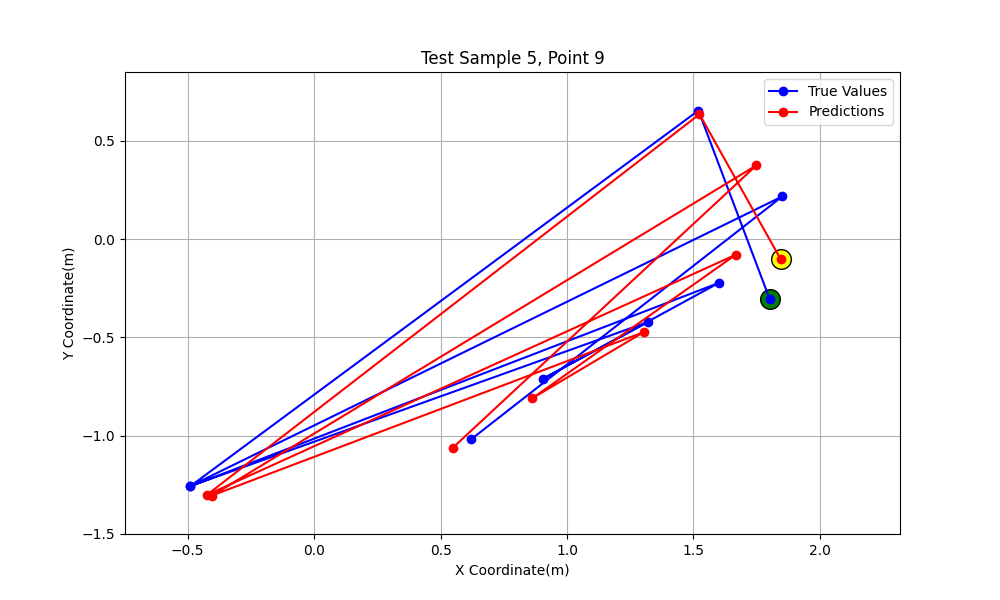 Test Sample 5, Point 9
True Values
Predictions
0.5
0.0
−0.5
−1.0
−1.5
Y Coordinate(m)
−0.5 0.0 0.5 1.0 1.5 2.0
X Coordinate(m)